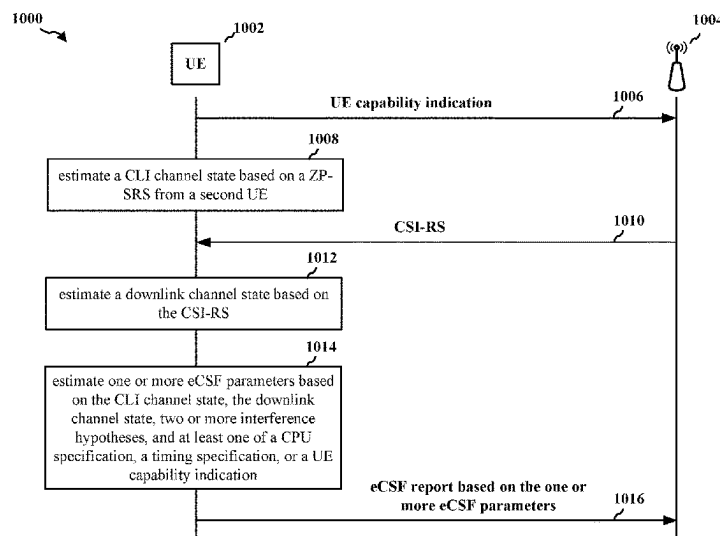 1000
1002
1004
UE
UE capability indication
1006
1008
estimate a CLI channel state based on a ZP-
SRS from a second UE
CSI-RS
1010
1012
estimate a downlink channel state based on
the CSI-RS
1014
estimate one or more eCSF parameters based
on the CLI channel state, the downlink
channel state, two or more interference
hypotheses, and at least one of a CPU
specification, a timing specification, or a UE
capability indication
eCSF report based on the one or
more eCSF parameters
1016